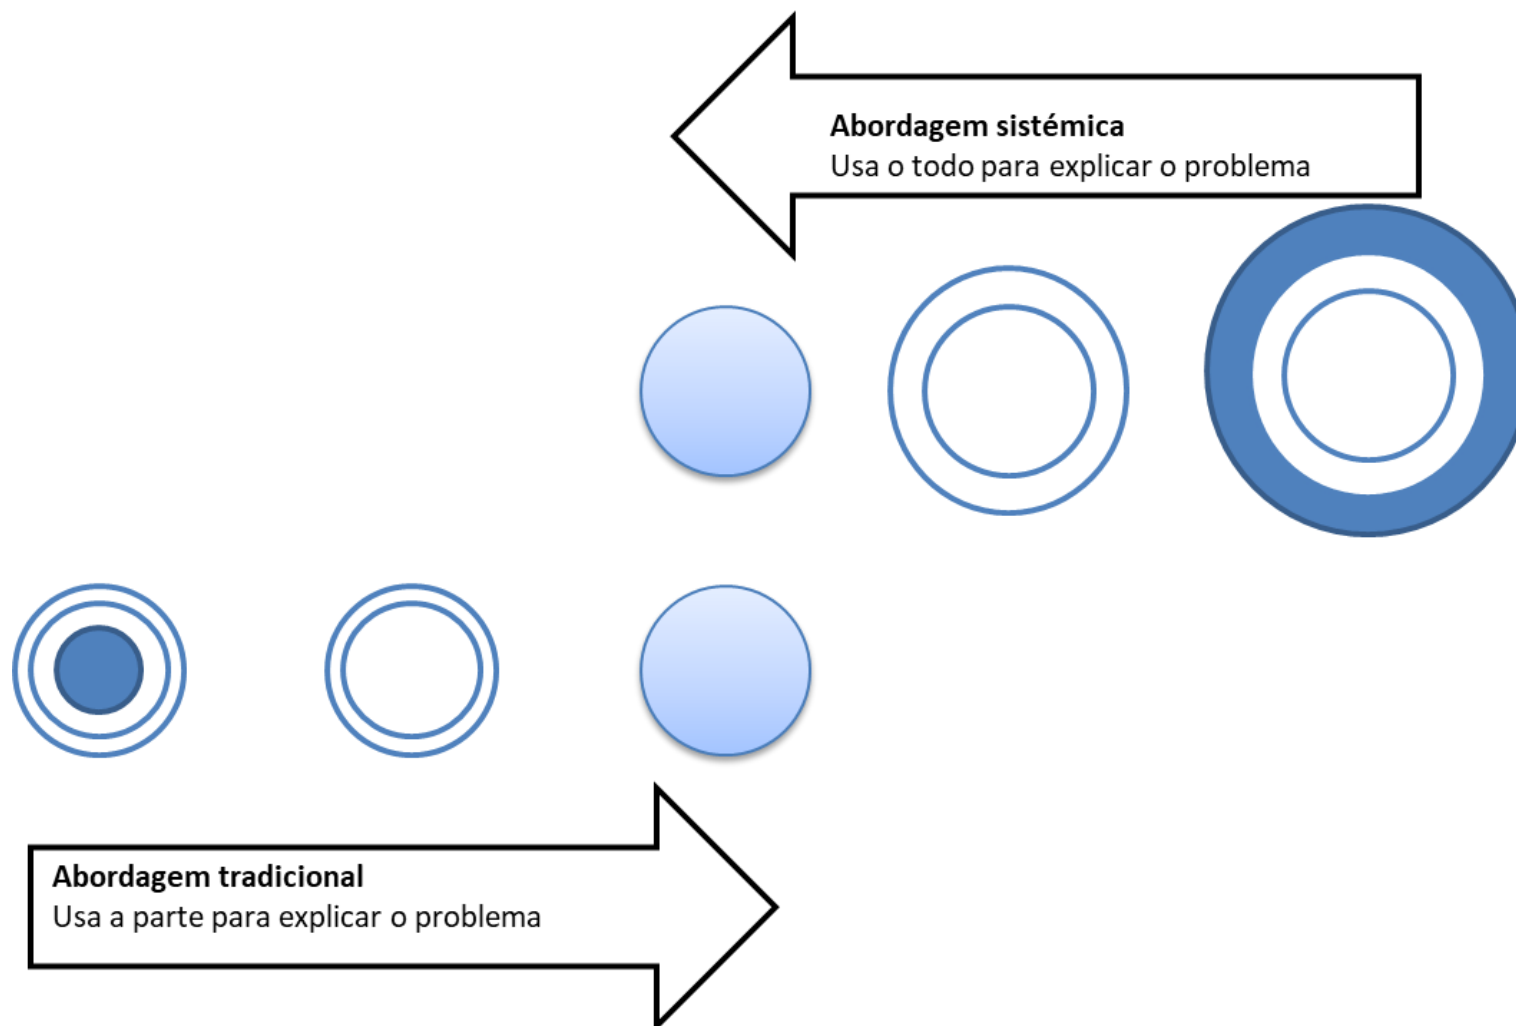 Abordagem sistémica
Usa o todo para explicar o problema
Abordagem tradicional
Usa a parte para explicar o problema